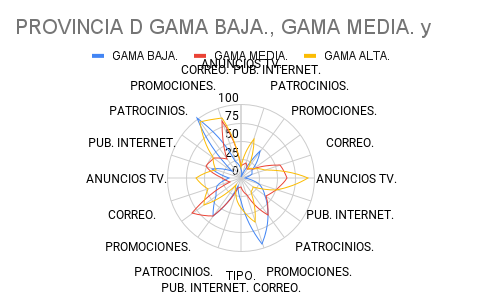 PROVINCIA D GAMA BAJA., GAMA MEDIA. y
GAMA BAJA. GAMA MEDIA. GAMA ALTA.
ANUNCIOS TV.
CORREO. PUB. INTERNET.
PROMOCIONES. PATROCINIOS.
PATROCINIOS. PROMOCIONES.
PUB. INTERNET. CORREO.
ANUNCIOS TV. ANUNCIOS TV.
CORREO. PUB. INTERNET.
PROMOCIONES. PATROCINIOS.
PATROCINIOS. TIPO. PROMOCIONES.
PUB. INTERNET. CORREO.
100
75
50
25
0